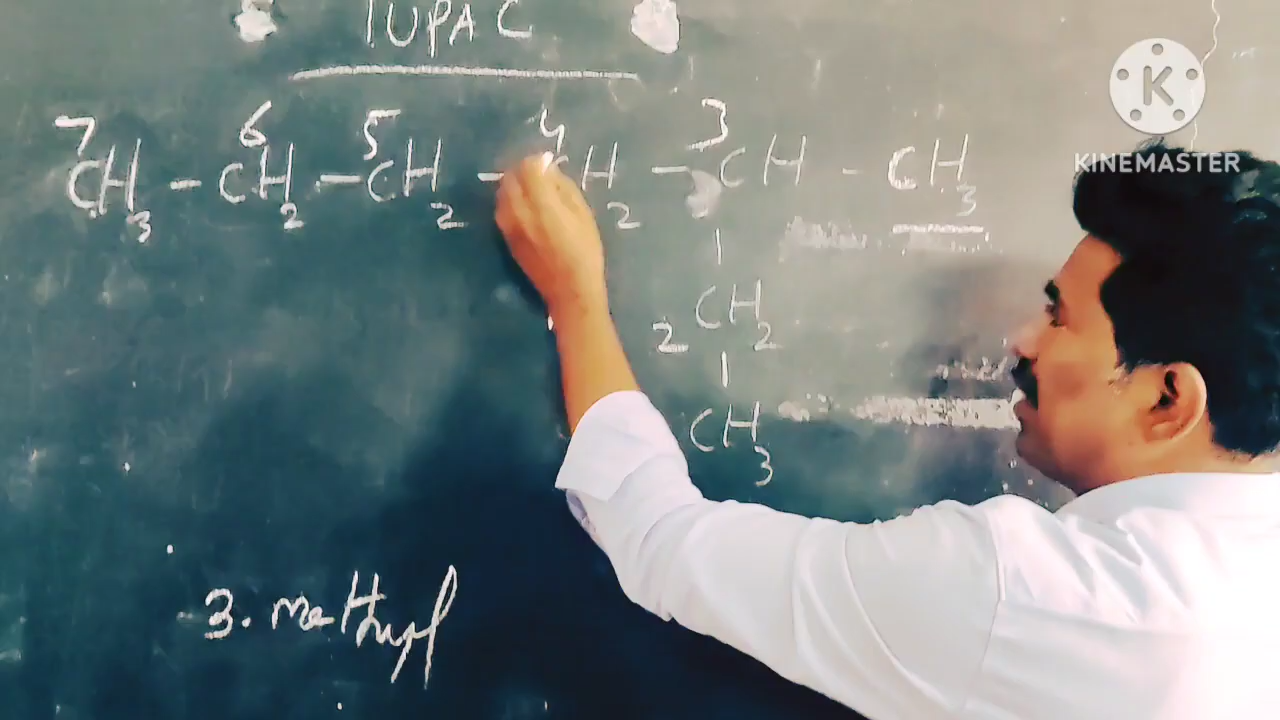 IUPAC
7 6 5 4 3
CH3 - CH2 - CH2 - CH2 - CH - CH3
|
2 CH2
|
CH3
3. Methyl
K
KINEMASTER